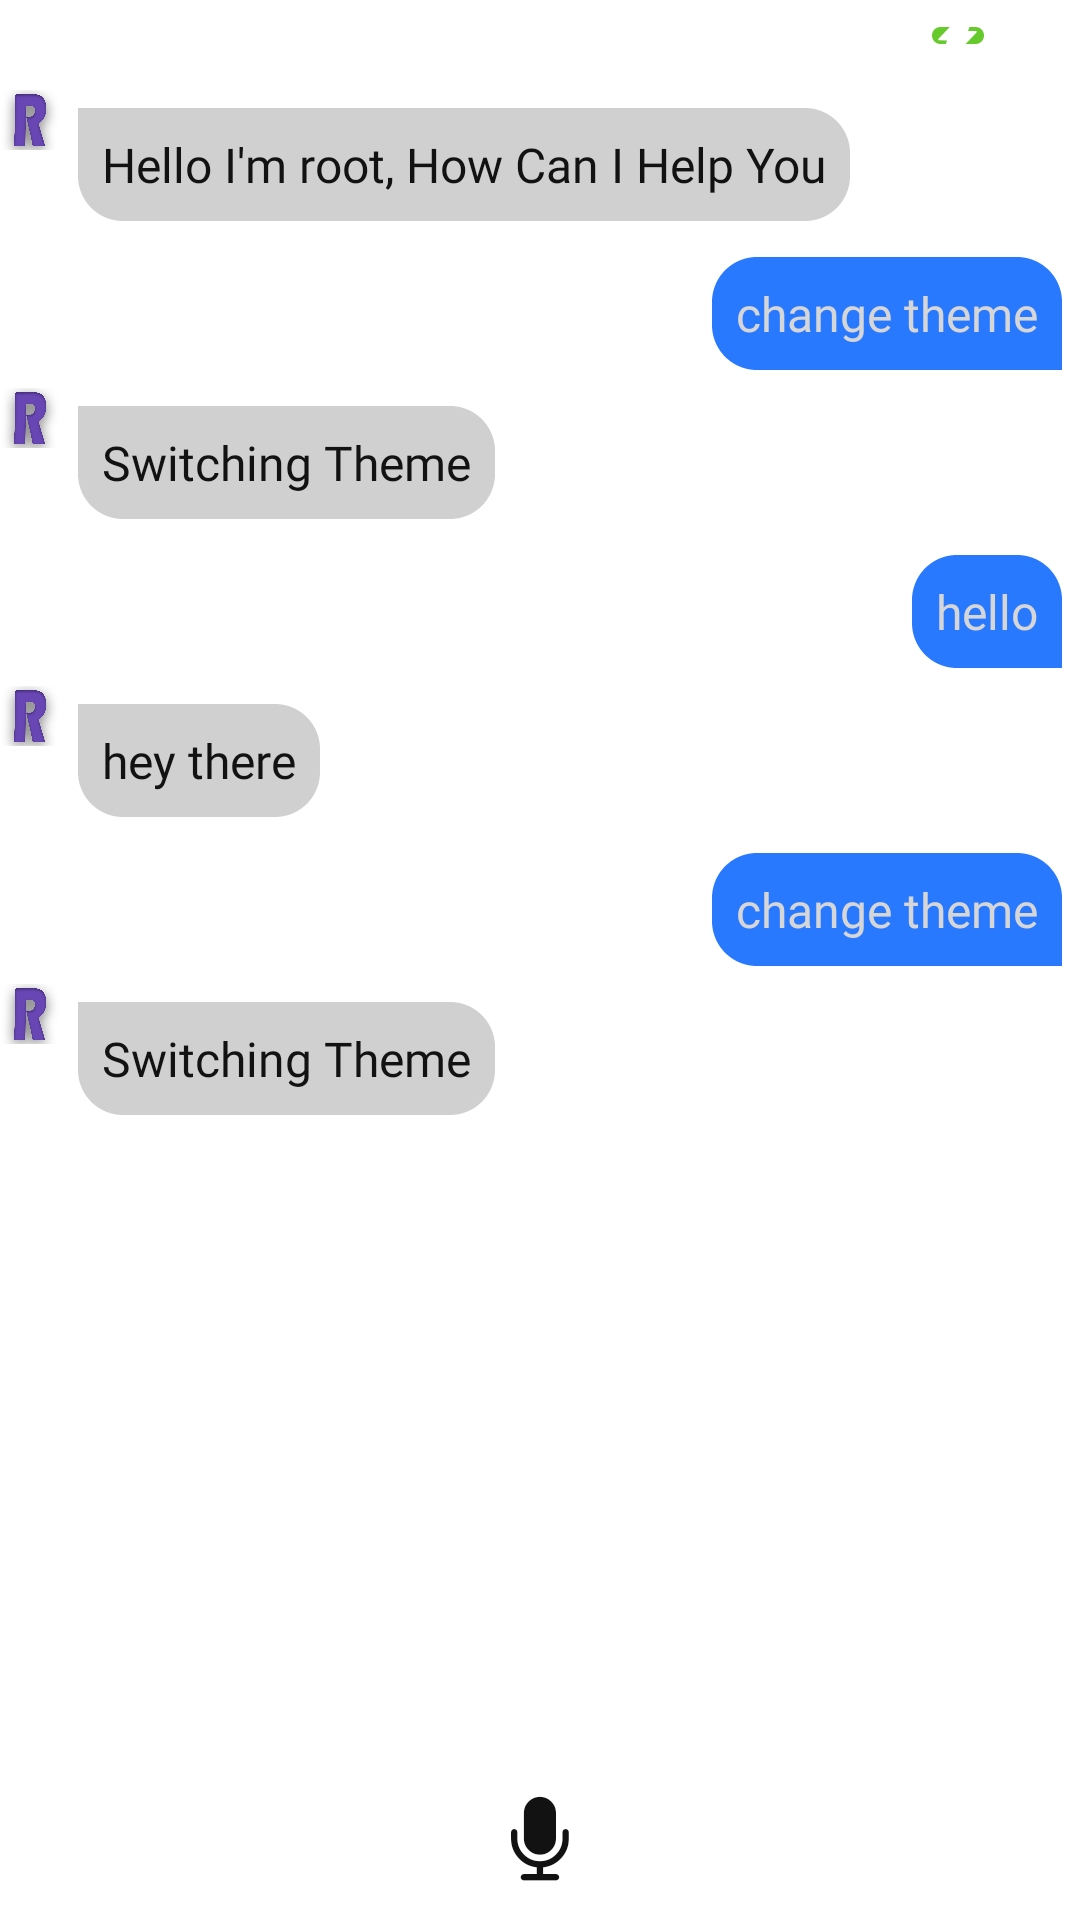 R
Hello I'm root, How Can I Help You
change theme
R
Switching Theme
hello
R
hey there
change theme
R
Switching Theme